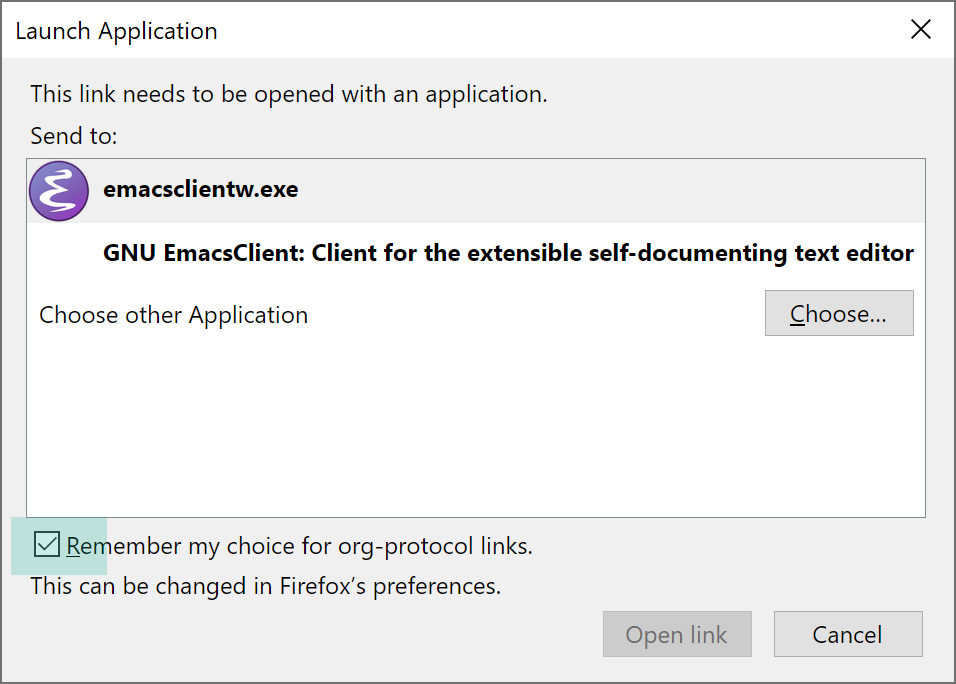 Launch Application
This link needs to be opened with an application.
Send to:
emacsclientw.exe
GNU EmacsClient: Client for the extensible self-documenting text editor
Choose other Application
Choose...
Remember my choice for org-protocol links.
This can be changed in Firefox’s preferences.
Open link
Cancel